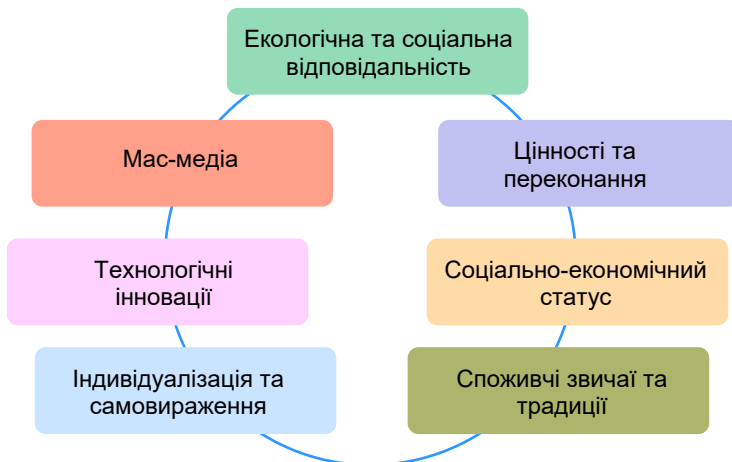 Екологічна та соціальна
відповідальність
Мас-медіа
Цінності та
переконання
Технологічні
інновації
Соціально-економічний
статус
Індивідуалізація та
самовираження
Споживчі звичаї та
традиції